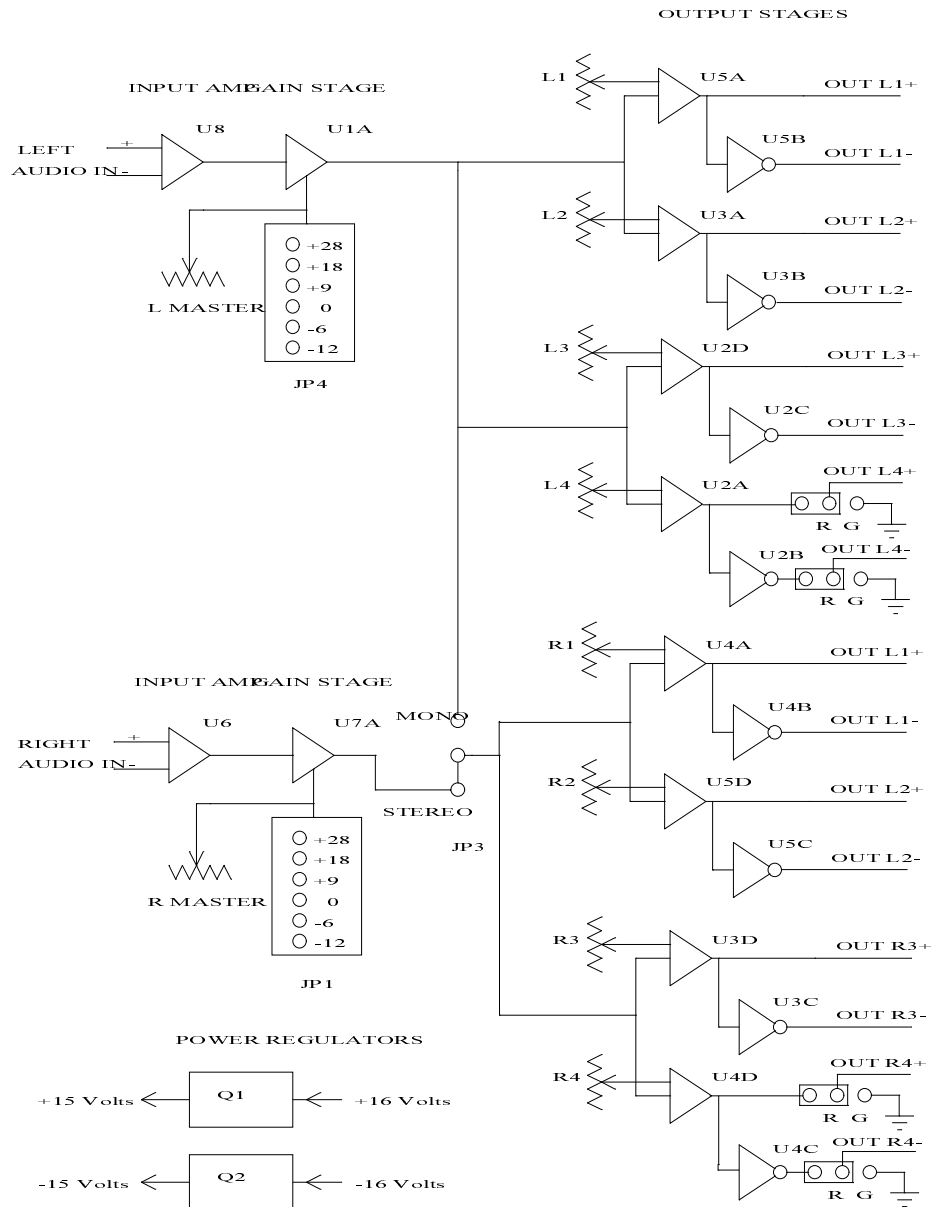 OUTPUT STAGES
L1
U5A
OUT L1+
INPUT AMP
GAIN STAGE
U8
U1A
U5B
OUT L1-
LEFT
+
AUDIO IN
-
L2
U3A
OUT L2+
+28
+18
+9
0
-6
-12
U3B
OUT L2-
L MASTER
L3
U2D
OUT L3+
JP4
U2C
OUT L3-
L4
U2A
OUT L4+
R G
U2B
OUT L4-
R G
R1
U4A
OUT L1+
INPUT AMP
GAIN STAGE
U6
U7A
MONO
U4B
OUT L1-
RIGHT
+
AUDIO IN
-
R2
U5D
OUT L2+
STEREO
JP3
+28
+18
+9
0
-6
-12
U5C
OUT L2-
R MASTER
R3
U3D
OUT R3+
JP1
U3C
OUT R3-
POWER REGULATORS
R4
U4D
OUT R4+
+15 Volts
Q1
+16 Volts
R G
U4C
OUT R4-
-15 Volts
Q2
-16 Volts
R G